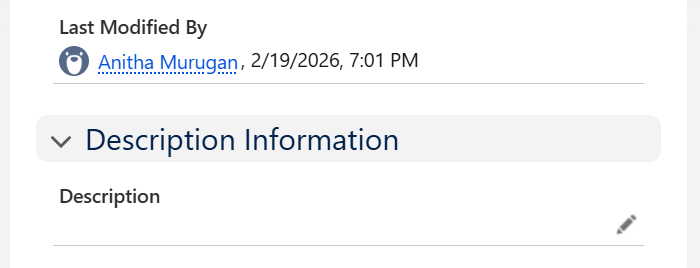 Last Modified By
Anitha Murugan, 2/19/2026, 7:01 PM
Description Information
Description